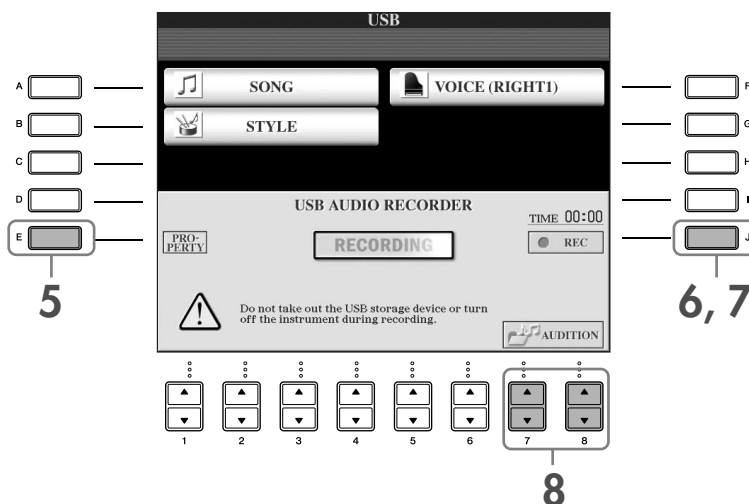 USB
SONG
VOICE (RIGHT1)
STYLE
USB AUDIO RECORDER
TIME 00:00
PRO-
PERTY
RECORDING
REC
Do not take out the USB storage device or turn
off the instrument during recording.
AUDITION
A
B
C
D
E
F
G
H
I
J
5
6, 7
1 2 3 4 5 6 7 8
8